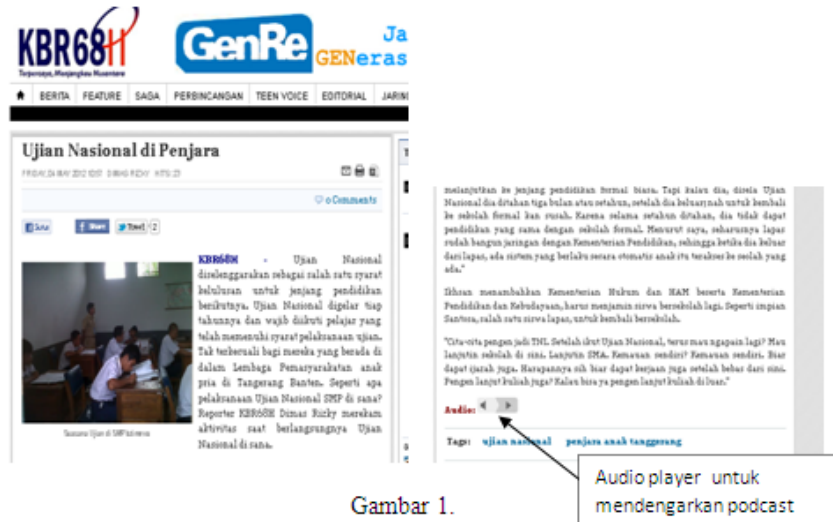 KBR68H
Terpercaya, Menjangkau Nusantara
GenRe
Ja
GENeras
BERITA FEATURE SAGA PERBINCANGAN TEEN VOICE EDITORIAL JARING
Ujian Nasional di Penjara
0 Comments
Suka Share Tweet 2
KBR68H - Ujian Nasional
diselenggarakan sebagai salah satu syarat
kelulusan untuk jenjang pendidikan
berikutnya. Ujian Nasional digelar tiap
tahunnya dan wajib diikuti pelajar yang
telah memenuhi syarat pelaksanaan ujian.
Tak terkecuali bagi mereka yang berada di
dalam Lembaga Pemasyarakatan anak
pria di Tangerang Banten. Seperti apa
pelaksanaan Ujian Nasional SMP di sana?
Reporter KBR68H Dimas Rizky merekam
aktivitas saat berlangsungnya Ujian
Nasional di sana.
melanjutkan ke jenjang pendidikan formal biasa. Tapi kalau dia, disela Ujian
Nasional dia ditahan tiga bulan atau setahun, setelah dia keluar, nah untuk kembali
ke sekolah formal kan susah. Karena selama setahun ditahan, dia tidak dapat
pendidikan yang sama dengan sekolah formal. Menurut saya, seharusnya lapas
sudah bangun jaringan dengan Kementerian Pendidikan, sehingga ketika dia keluar
dari lapas, ada sistem yang berlaku secara otomatis anak itu terakses ke seolah yang
ada."
Ikhsan menambahkan Kementerian Hukum dan HAM beserta Kementerian
Pendidikan dan Kebudayaan, harus menjamin siswa bersekolah lagi. Seperti impian
Santosa, salah satu siswa lapas, untuk kembali bersekolah.
"Cita-cita pengen jadi TNI. Setelah ikut Ujian Nasional, terus mau ngapain lagi? Mau
lanjutin sekolah di sini. Lanjutin SMA. Kemauan sendiri? Kemauan sendiri. Biar
dapat ijazah juga. Harapannya sih biar dapat kerjaan juga setelah bebas dari sini.
Pengen lanjut kuliah juga? Kalau bisa ya pengen lanjut kuliah di luar."
Audio:
Tags: ujian nasional penjara anak tanggerang
Audio player untuk
mendengarkan podcast
Gambar 1.